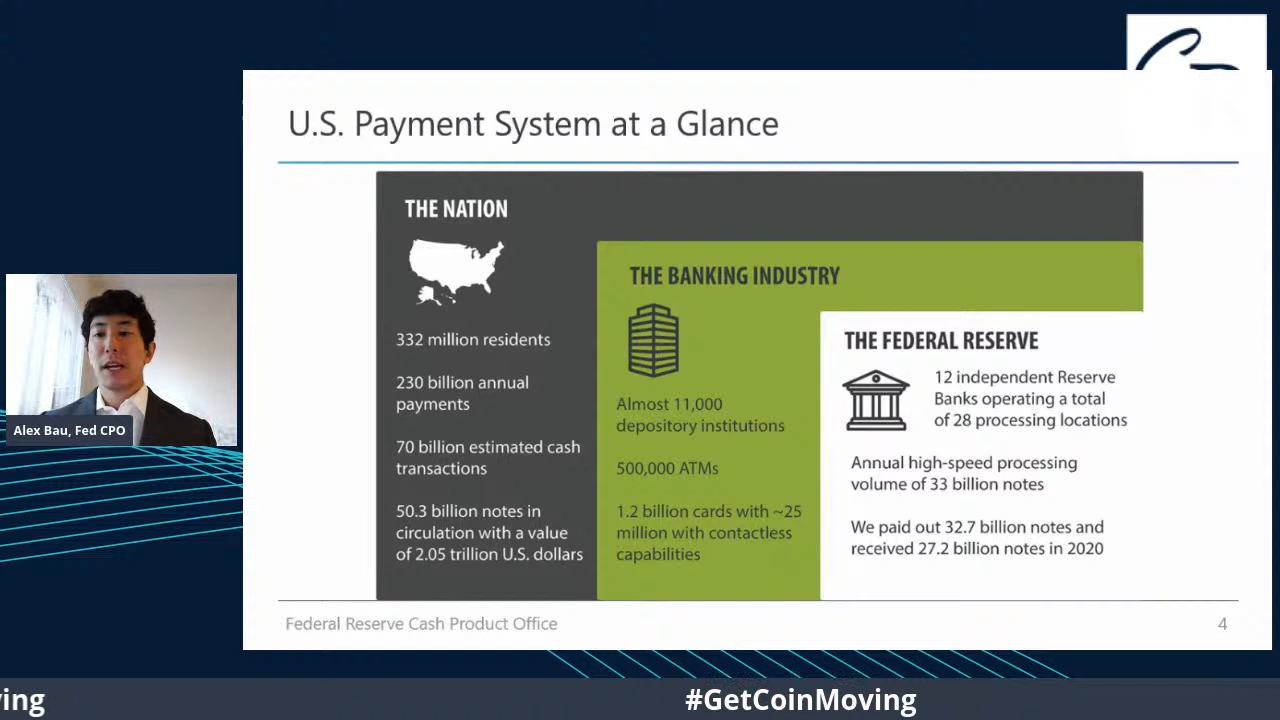 U.S. Payment System at a Glance
THE NATION
332 million residents
230 billion annual
payments
70 billion estimated cash
transactions
50.3 billion notes in
circulation with a value
of 2.05 trillion U.S. dollars
THE BANKING INDUSTRY
Almost 11,000
depository institutions
500,000 ATMs
1.2 billion cards with ~25
million with contactless
capabilities
THE FEDERAL RESERVE
12 independent Reserve
Banks operating a total
of 28 processing locations
Annual high-speed processing
volume of 33 billion notes
We paid out 32.7 billion notes and
received 27.2 billion notes in 2020
Federal Reserve Cash Product Office
4
Alex Bau, Fed CPO
ving
#GetCoinMoving